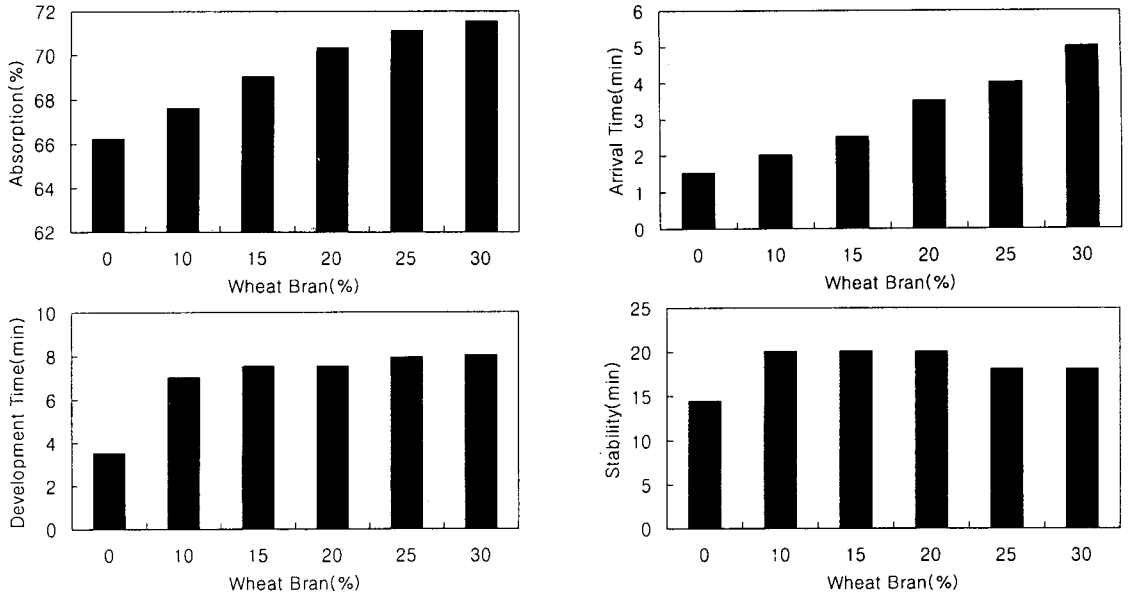 Absorption(%)
72
70
68
66
64
62
0 10 15 20 25 30
Wheat Bran(%)
Arrival Time(min)
6
5
4
3
2
1
0
0 10 15 20 25 30
Wheat Bran(%)
Development Time(min)
10
8
6
4
2
0
0 10 15 20 25 30
Wheat Bran(%)
Stability(min)
25
20
15
10
5
0
0 10 15 20 25 30
Wheat Bran(%)